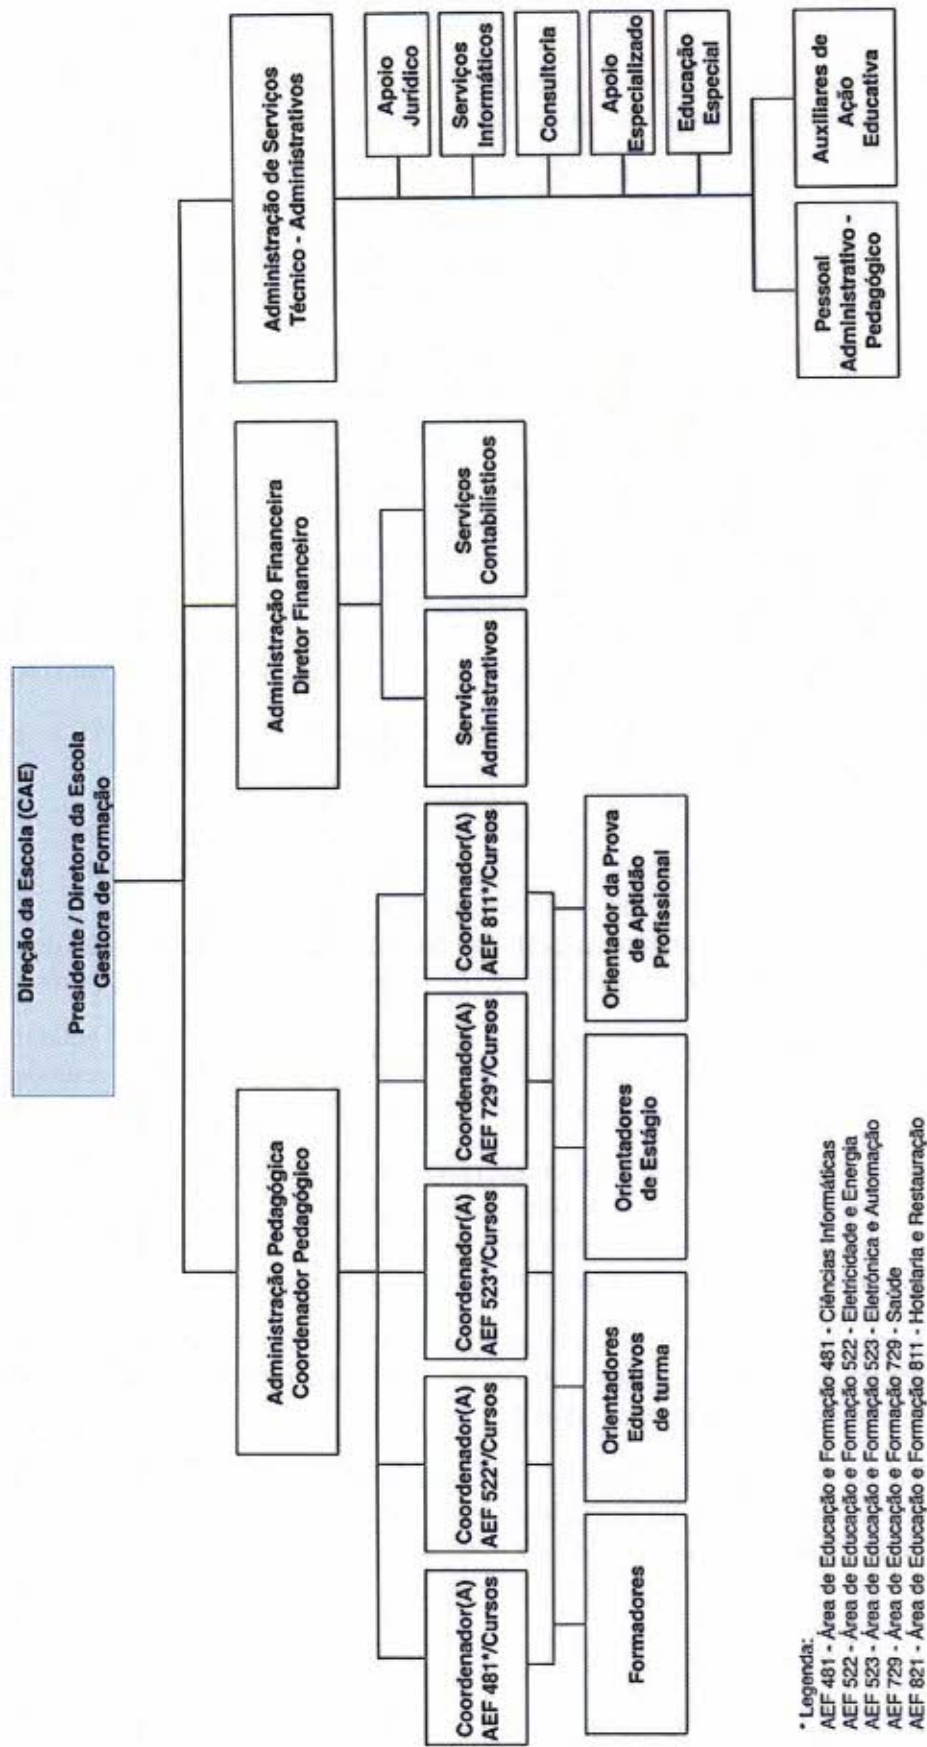 Direção da Escola (CAE)
Presidente / Diretora da Escola
Gestora de Formação
Administração Pedagógica
Coordenador Pedagógico
Administração Financeira
Diretor Financeiro
Administração de Serviços
Técnico - Administrativos
Coordenador(A)
AEF 481*/Cursos
Coordenador(A)
AEF 522*/Cursos
Coordenador(A)
AEF 523*/Cursos
Coordenador(A)
AEF 729*/Cursos
Coordenador(A)
AEF 811*/Cursos
Serviços
Administrativos
Serviços
Contabilísticos
Apoio
Jurídico
Serviços
Informáticos
Consultoria
Apoio
Especializado
Educação
Especial
Formadores
Orientadores
Educativos
de turma
Orientadores
de Estágio
Orientador da Prova
de Aptidão
Profissional
Pessoal
Administrativo -
Pedagógico
Auxiliares de
Ação
Educativa
* Legenda:
AEF 481 - Área de Educação e Formação 481 - Ciências Informáticas
AEF 522 - Área de Educação e Formação 522 - Eletricidade e Energia
AEF 523 - Área de Educação e Formação 523 - Eletrónica e Automação
AEF 729 - Área de Educação e Formação 729 - Saúde
AEF 821 - Área de Educação e Formação 811 - Hotelaria e Restauração